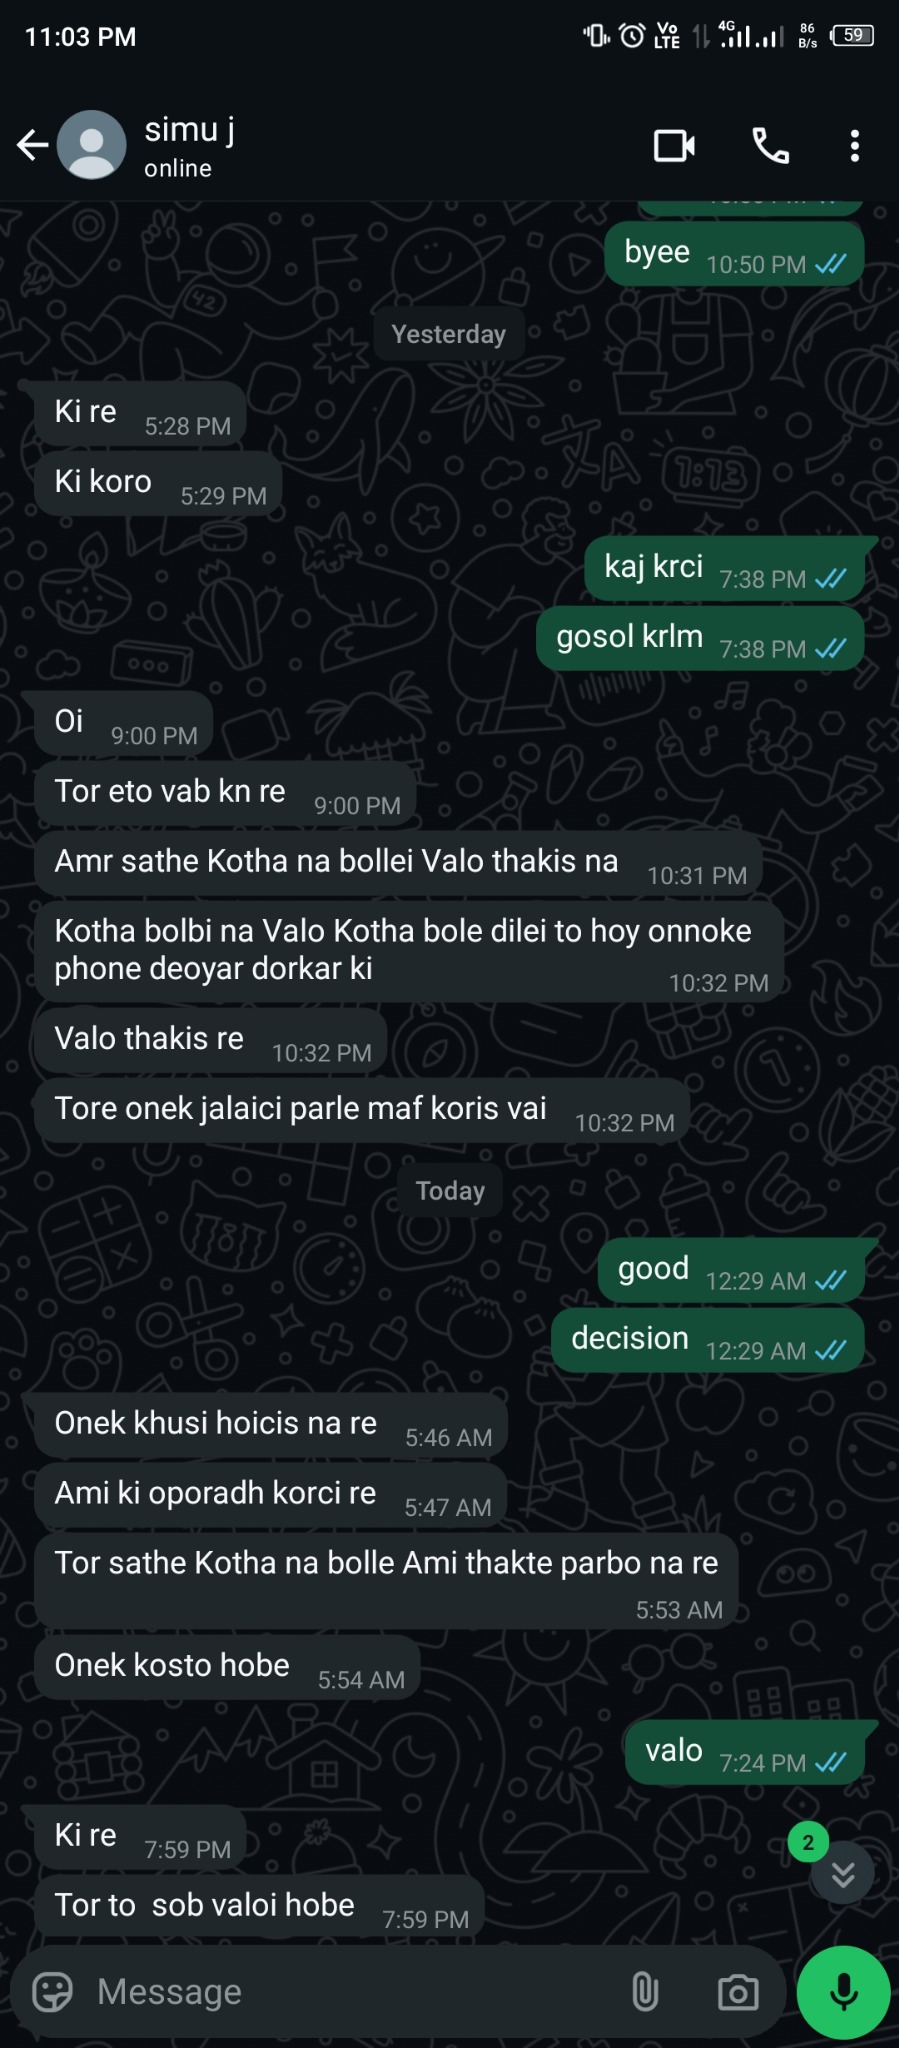 11:03 PM
Vo LTE 4G 86 B/s 59
simu j
online
byee 10:50 PM
Yesterday
Ki re 5:28 PM
Ki koro 5:29 PM
kaj krci 7:38 PM
gosol krlm 7:38 PM
Oi 9:00 PM
Tor eto vab kn re 9:00 PM
Amr sathe Kotha na bollei Valo thakis na 10:31 PM
Kotha bolbi na Valo Kotha bole dilei to hoy onnoke
phone deoyar dorkar ki
10:32 PM
Valo thakis re 10:32 PM
Tore onek jalaici parle maf koris vai 10:32 PM
Today
good 12:29 AM
decision 12:29 AM
Onek khusi hoicis na re 5:46 AM
Ami ki oporadh korci re 5:47 AM
Tor sathe Kotha na bolle Ami thakte parbo na re
5:53 AM
Onek kosto hobe 5:54 AM
valo 7:24 PM
Ki re 7:59 PM
2
Tor to  sob valoi hobe 7:59 PM
Message